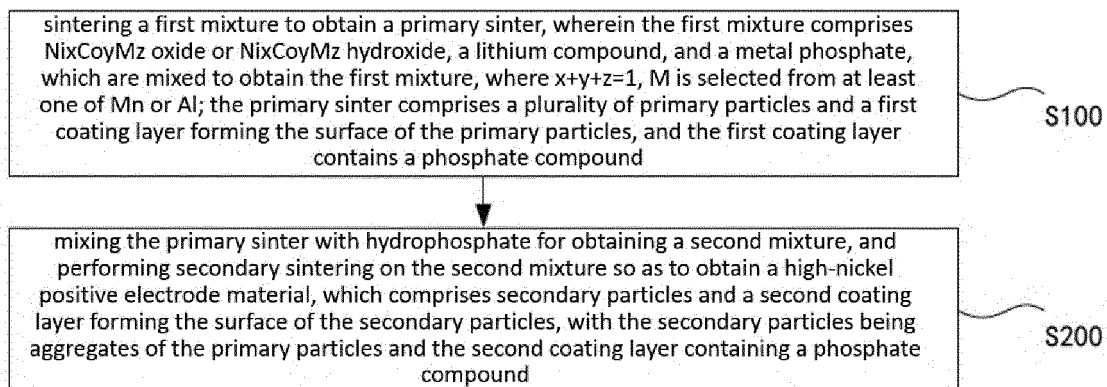 sintering a first mixture to obtain a primary sinter, wherein the first mixture comprises
NixCoyMz oxide or NixCoyMz hydroxide, a lithium compound, and a metal phosphate,
which are mixed to obtain the first mixture, where x+y+z=1, M is selected from at least
one of Mn or Al; the primary sinter comprises a plurality of primary particles and a first
coating layer forming the surface of the primary particles, and the first coating layer
contains a phosphate compound
S100
mixing the primary sinter with hydrophosphate for obtaining a second mixture, and
performing secondary sintering on the second mixture so as to obtain a high-nickel
positive electrode material, which comprises secondary particles and a second coating
layer forming the surface of the secondary particles, with the secondary particles being
aggregates of the primary particles and the second coating layer containing a phosphate
compound
S200